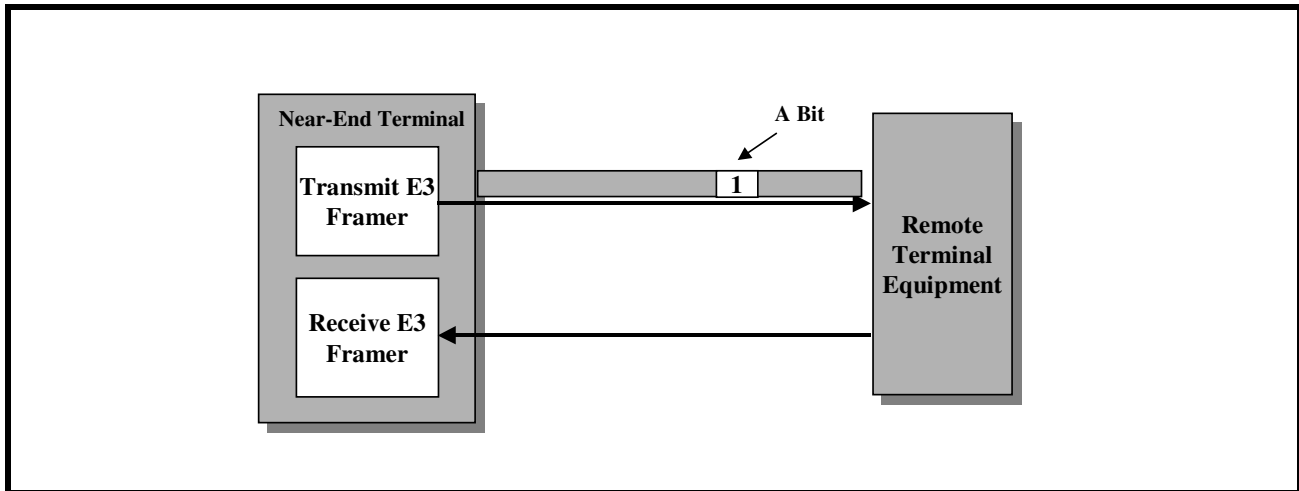 Near-End Terminal
A Bit
Transmit E3
Framer
1
Remote
Terminal
Equipment
Receive E3
Framer